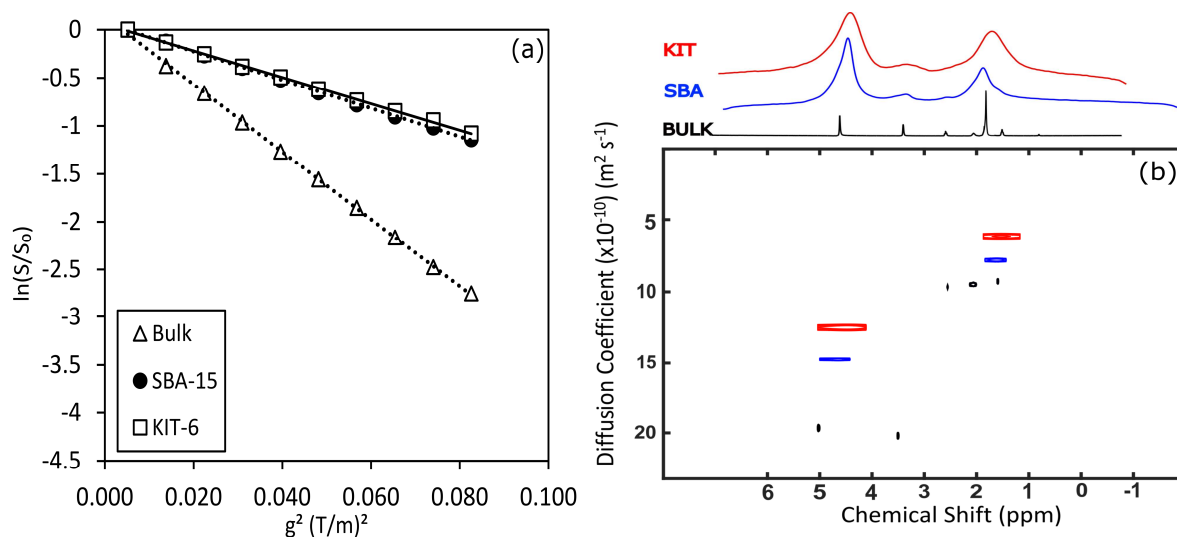 (a)
ln(s/s₀)
0
-0.5
-1
-1.5
-2
-2.5
-3
-3.5
-4
-4.5
Bulk
SBA-15
KIT-6
0.000 0.020 0.040 0.060 0.080 0.100
g² (T/m)²
KIT
SBA
BULK
(b)
Diffusion Coefficient (x10⁻¹⁰) (m² s⁻¹)
5
10
15
20
6 5 4 3 2 1 0 -1
Chemical Shift (ppm)